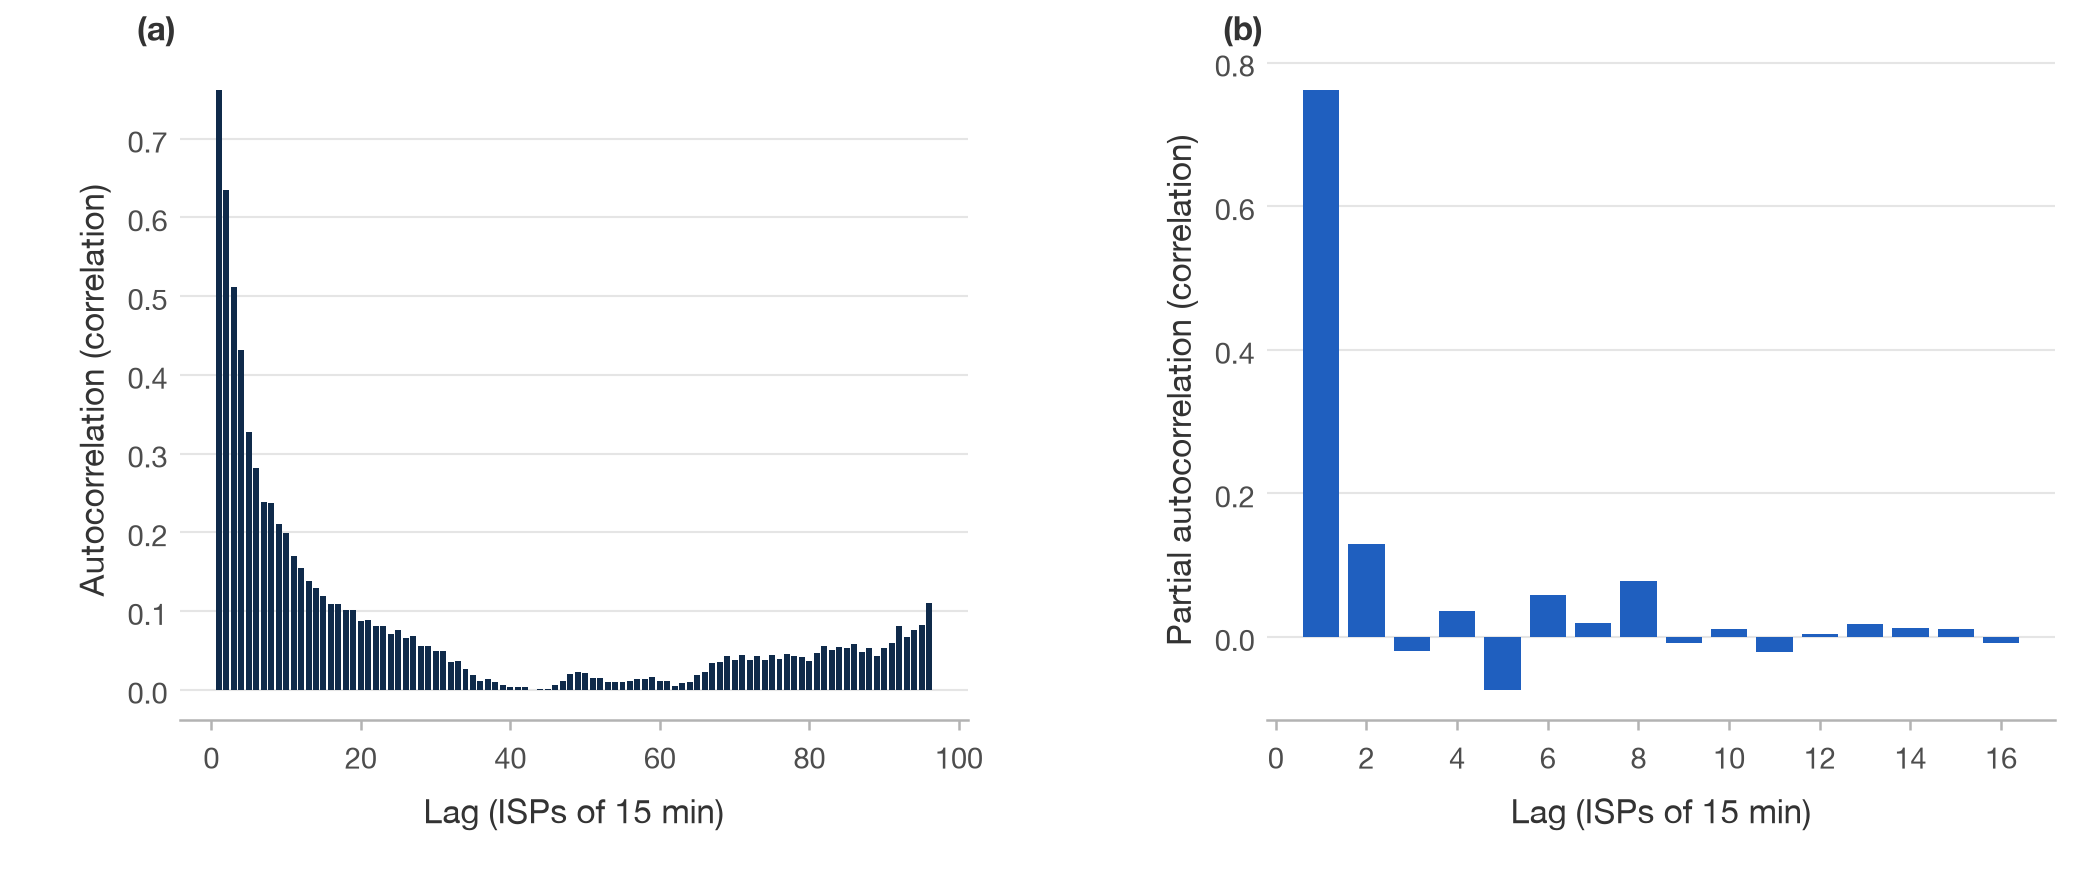 (a)
Autocorrelation (correlation)
0.7
0.6
0.5
0.4
0.3
0.2
0.1
0.0
0 20 40 60 80 100
Lag (ISPs of 15 min)
(b)
Partial autocorrelation (correlation)
0.8
0.6
0.4
0.2
0.0
0 2 4 6 8 10 12 14 16
Lag (ISPs of 15 min)